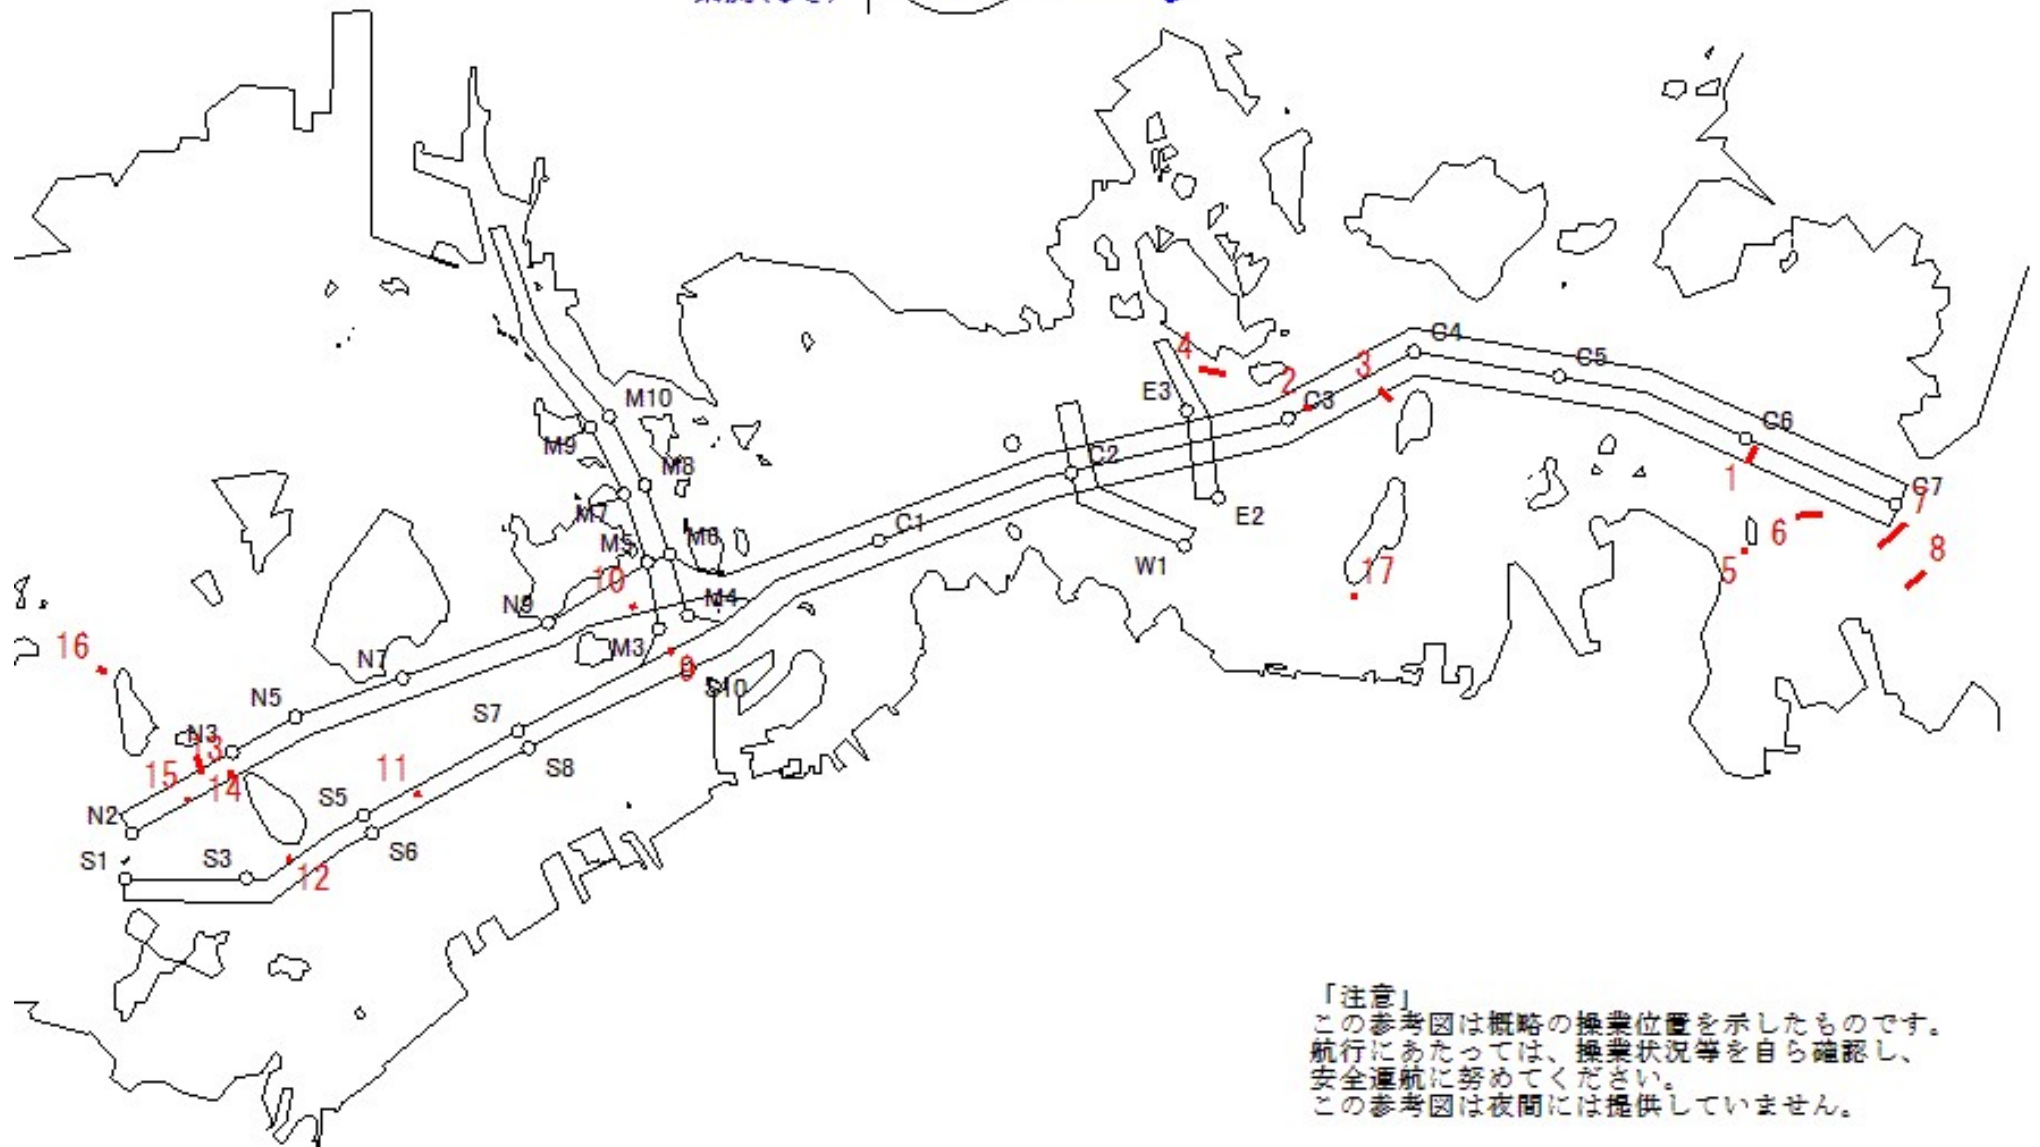 4
C4
3
C5
2
E3
C3
M10
C6
M9
C2
M8
1
C7
7
M7
E2
C1
6
8
M5
M6
W1
5
10
17
N9
M4
16
M3
N7
9
S10
N5
S7
N3
13
15
11
14
S8
S5
N2
S6
S1
S3
12
「注意」
この参考図は概略の操業位置を示したものです。
航行にあたっては、操業状況等を自ら確認し、
安全運航に努めてください。
この参考図は夜間には提供していません。